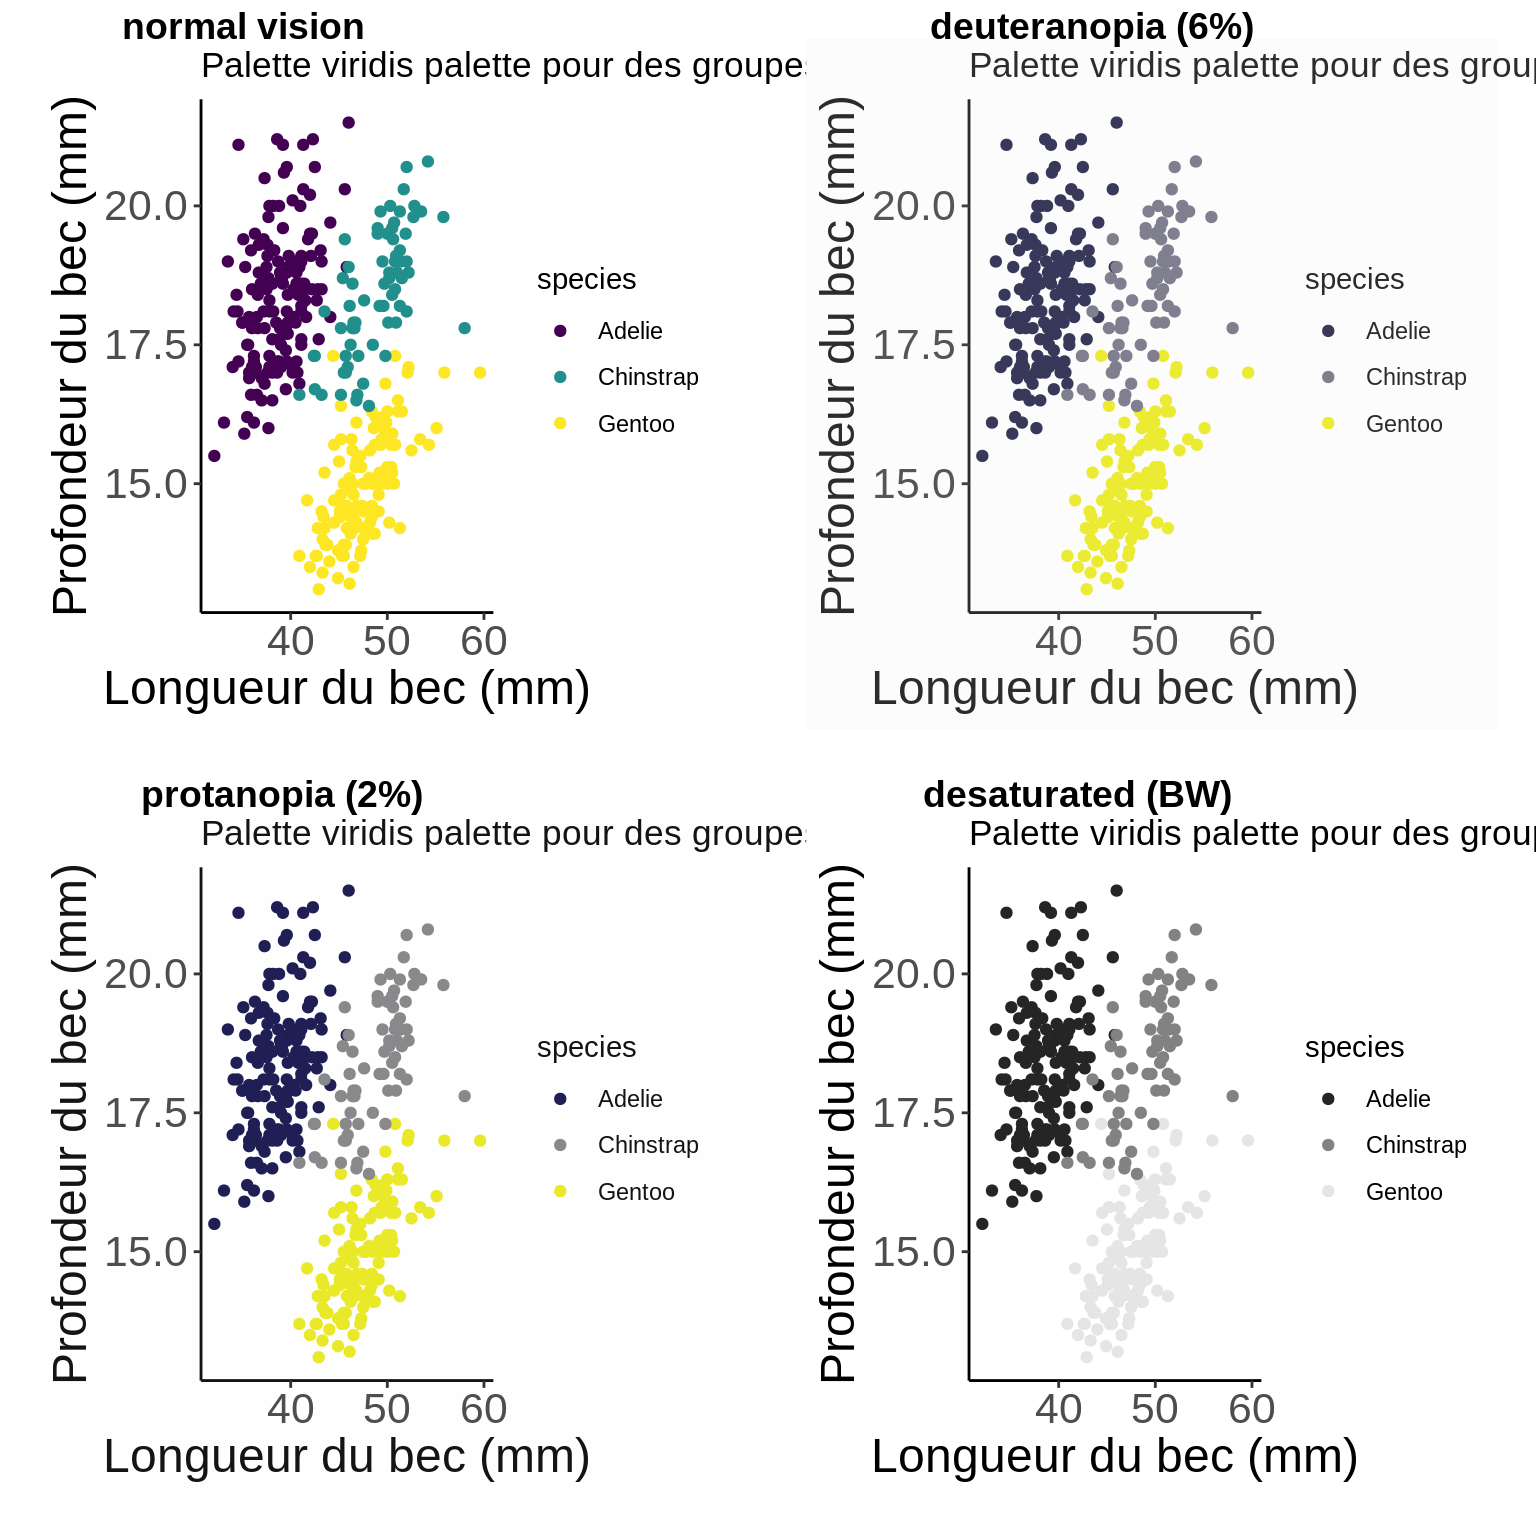 normal vision
Palette viridis palette pour des groupes
Profondeur du bec (mm)
20.0
17.5
15.0
40 50 60
Longueur du bec (mm)
species
Adelie
Chinstrap
Gentoo
deuteranopia (6%)
Palette viridis palette pour des group
Profondeur du bec (mm)
20.0
17.5
15.0
40 50 60
Longueur du bec (mm)
species
Adelie
Chinstrap
Gentoo
protanopia (2%)
Palette viridis palette pour des groupes
Profondeur du bec (mm)
20.0
17.5
15.0
40 50 60
Longueur du bec (mm)
species
Adelie
Chinstrap
Gentoo
desaturated (BW)
Palette viridis palette pour des group
Profondeur du bec (mm)
20.0
17.5
15.0
40 50 60
Longueur du bec (mm)
species
Adelie
Chinstrap
Gentoo